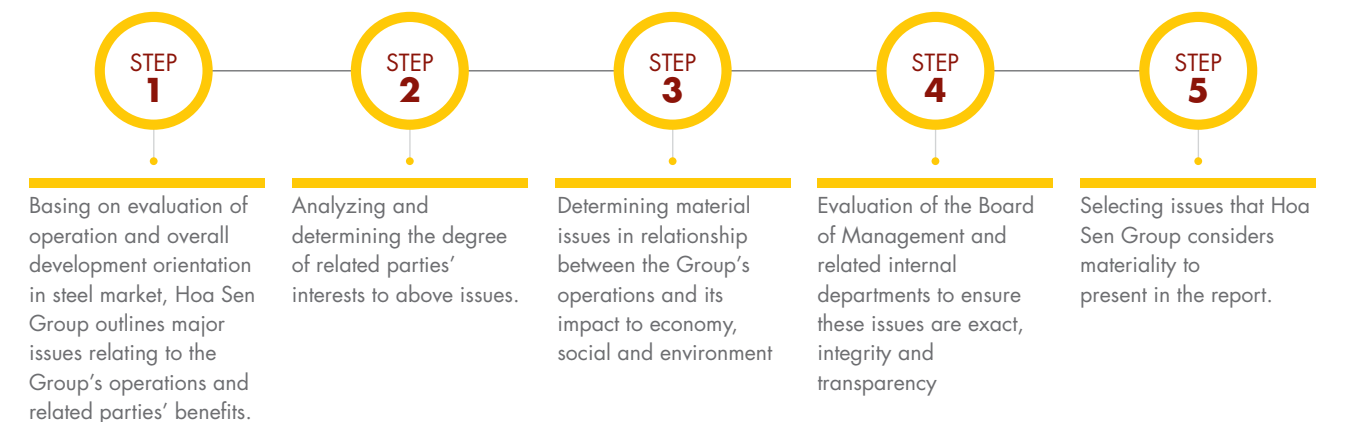 STEP
1
Basing on evaluation of
operation and overall
development orientation
in steel market, Hoa Sen
Group outlines major
issues relating to the
Group's operations and
related parties' benefits.
STEP
2
Analyzing and
determining the degree
of related parties'
interests to above issues.
STEP
3
Determining material
issues in relationship
between the Group's
operations and its
impact to economy,
social and environment
STEP
4
Evaluation of the Board
of Management and
related internal
departments to ensure
these issues are exact,
integrity and
transparency
STEP
5
Selecting issues that Hoa
Sen Group considers
materiality to
present in the report.